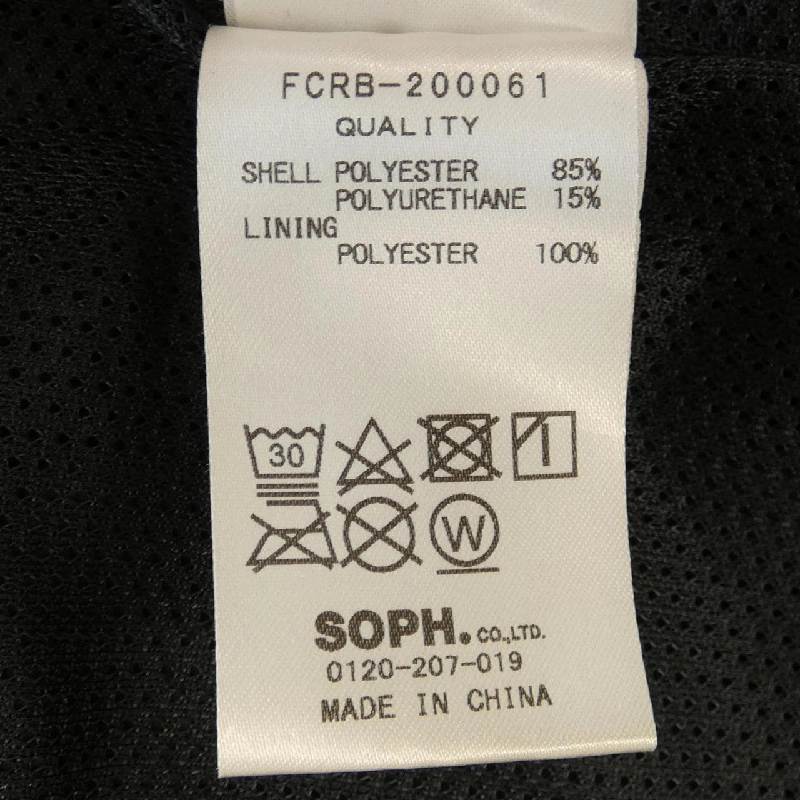 FCRB-200061
QUALITY
SHELL POLYESTER 85%
POLYURETHANE 15%
LINING
POLYESTER 100%
30
W
SOPH. CO.,LTD.
0120-207-019
MADE IN CHINA